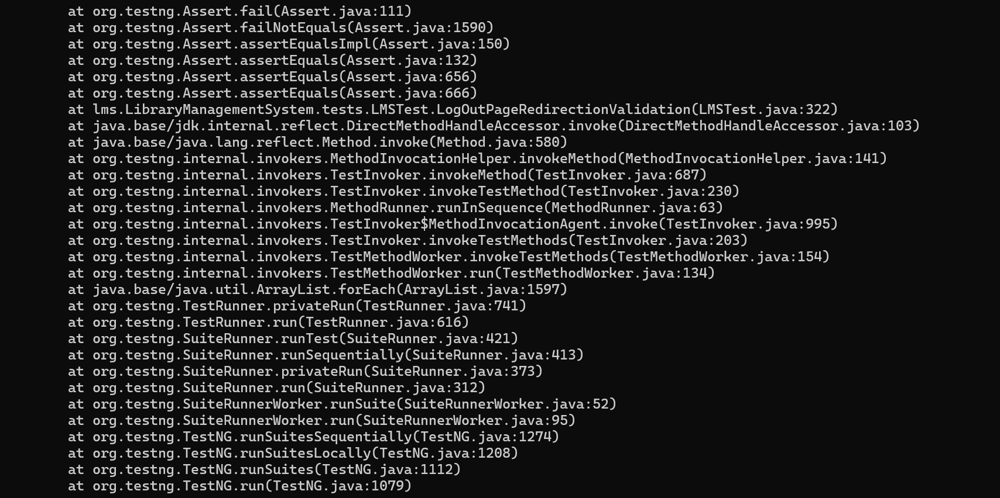 at org.testng.Assert.fail(Assert.java:111)
at org.testng.Assert.failNotEquals(Assert.java:1590)
at org.testng.Assert.assertEqualsImpl(Assert.java:150)
at org.testng.Assert.assertEquals(Assert.java:132)
at org.testng.Assert.assertEquals(Assert.java:656)
at org.testng.Assert.assertEquals(Assert.java:666)
at lms.LibraryManagementSystem.tests.LMSTest.LogOutPageRedirectionValidation(LMSTest.java:322)
at java.base/jdk.internal.reflect.DirectMethodHandleAccessor.invoke(DirectMethodHandleAccessor.java:103)
at java.base/java.lang.reflect.Method.invoke(Method.java:580)
at org.testng.internal.invokers.MethodInvocationHelper.invokeMethod(MethodInvocationHelper.java:141)
at org.testng.internal.invokers.TestInvoker.invokeMethod(TestInvoker.java:687)
at org.testng.internal.invokers.TestInvoker.invokeTestMethod(TestInvoker.java:230)
at org.testng.internal.invokers.MethodRunner.runInSequence(MethodRunner.java:63)
at org.testng.internal.invokers.TestInvoker$MethodInvocationAgent.invoke(TestInvoker.java:995)
at org.testng.internal.invokers.TestInvoker.invokeTestMethods(TestInvoker.java:203)
at org.testng.internal.invokers.TestMethodWorker.invokeTestMethods(TestMethodWorker.java:154)
at org.testng.internal.invokers.TestMethodWorker.run(TestMethodWorker.java:134)
at java.base/java.util.ArrayList.forEach(ArrayList.java:1597)
at org.testng.TestRunner.privateRun(TestRunner.java:741)
at org.testng.TestRunner.run(TestRunner.java:616)
at org.testng.SuiteRunner.runTest(SuiteRunner.java:421)
at org.testng.SuiteRunner.runSequentially(SuiteRunner.java:413)
at org.testng.SuiteRunner.privateRun(SuiteRunner.java:373)
at org.testng.SuiteRunner.run(SuiteRunner.java:312)
at org.testng.SuiteRunnerWorker.runSuite(SuiteRunnerWorker.java:52)
at org.testng.SuiteRunnerWorker.run(SuiteRunnerWorker.java:95)
at org.testng.TestNG.runSuitesSequentially(TestNG.java:1274)
at org.testng.TestNG.runSuitesLocally(TestNG.java:1208)
at org.testng.TestNG.runSuites(TestNG.java:1112)
at org.testng.TestNG.run(TestNG.java:1079)